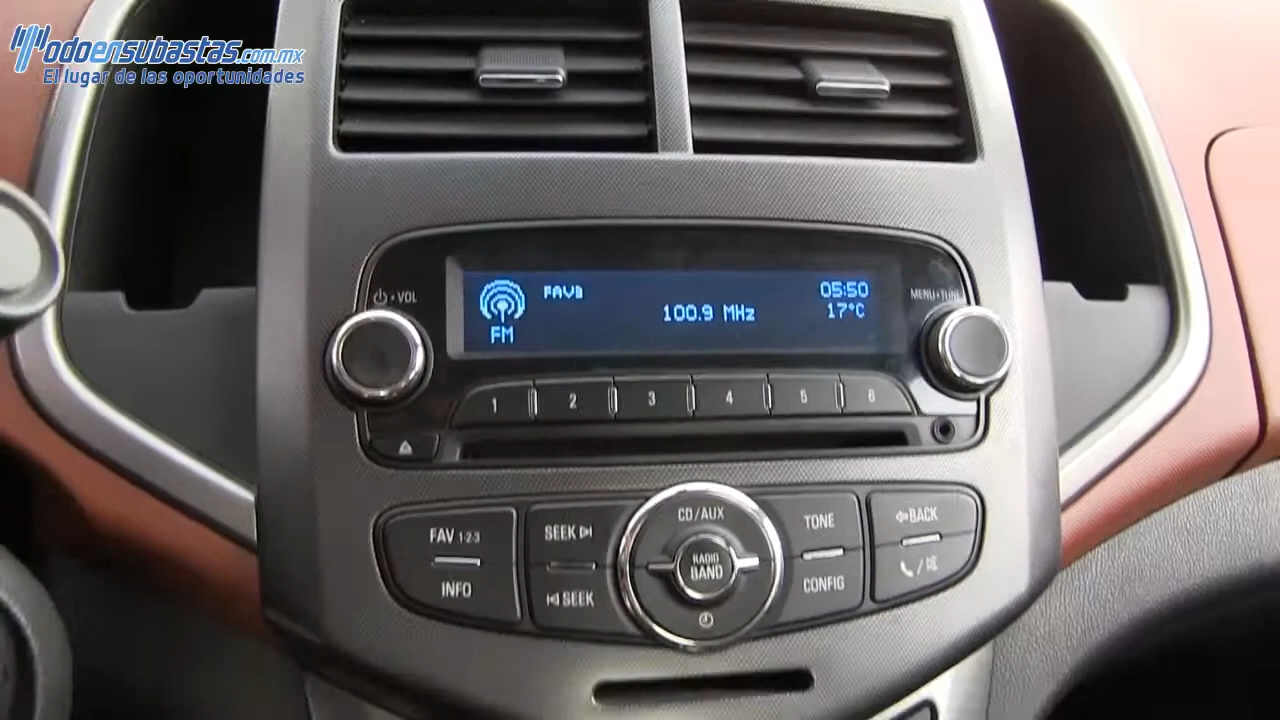 Todoensubastas.com.mx
El lugar de las oportunidades
VOL
MENU•TUNE
FM
05:50
100.9 MHz
17°C
1 2 3 4 5 6
FAV 1-2-3
INFO
SEEK
SEEK
CD/AUX
RADIO
BAND
TONE
CONFIG
BACK